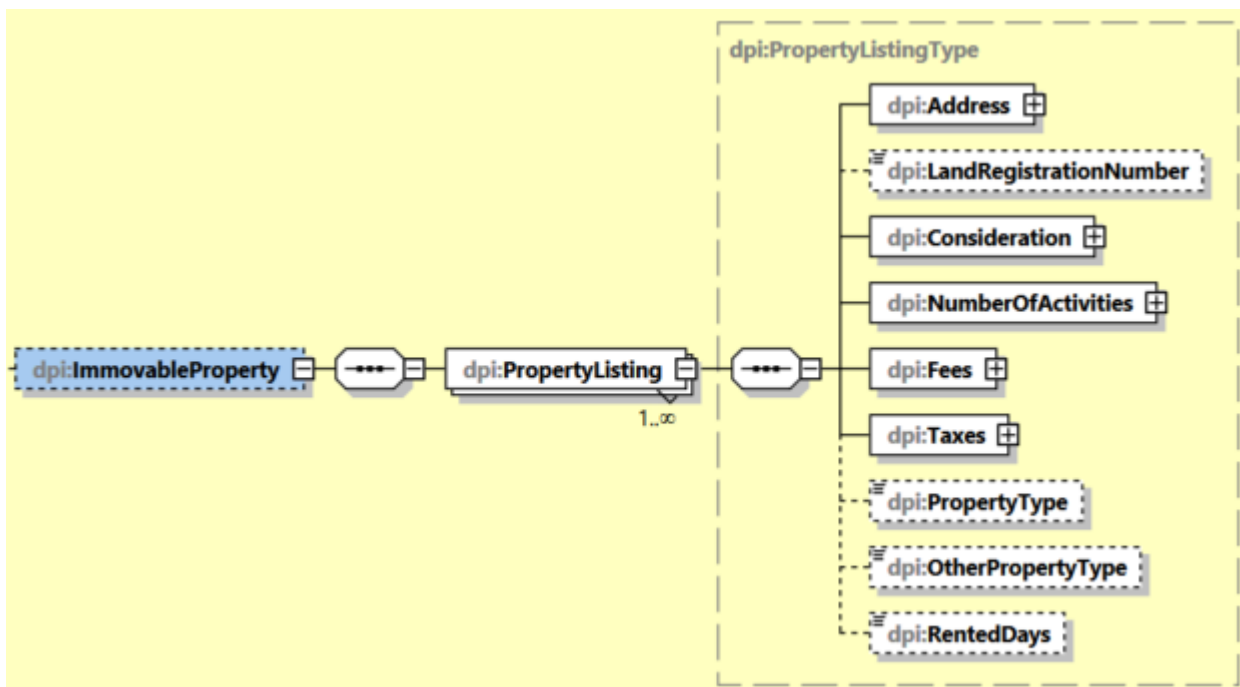 dpi:PropertyListingType
dpi:Address
dpi:LandRegistrationNumber
dpi:Consideration
dpi:NumberOfActivities
dpi:ImmovableProperty
dpi:PropertyListing
1..∞
dpi:Fees
dpi:Taxes
dpi:PropertyType
dpi:OtherPropertyType
dpi:RentedDays